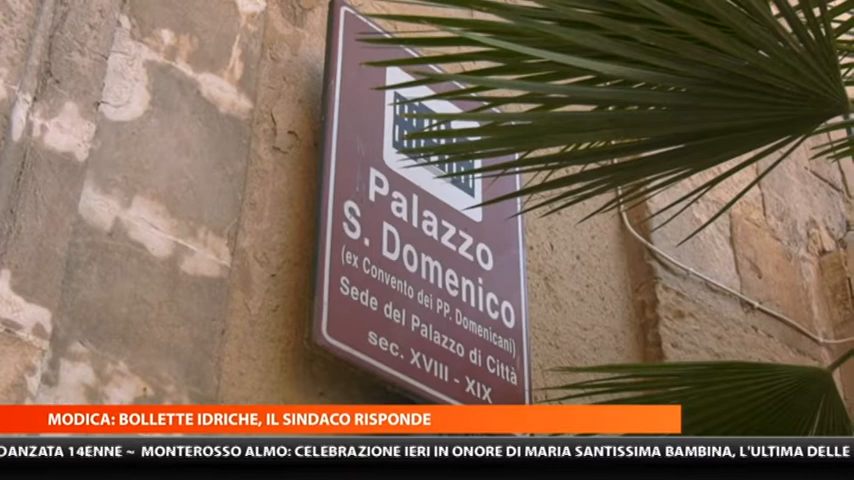 Palazzo
S. Domenico
(ex Convento dei PP. Domenicani)
Sede del Palazzo di Città
sec. XVIII - XIX
MODICA: BOLLETTE IDRICHE, IL SINDACO RISPONDE
DANZATA 14ENNE ~ MONTEROSSO ALMO: CELEBRAZIONE IERI IN ONORE DI MARIA SANTISSIMA BAMBINA, L'ULTIMA DELLE